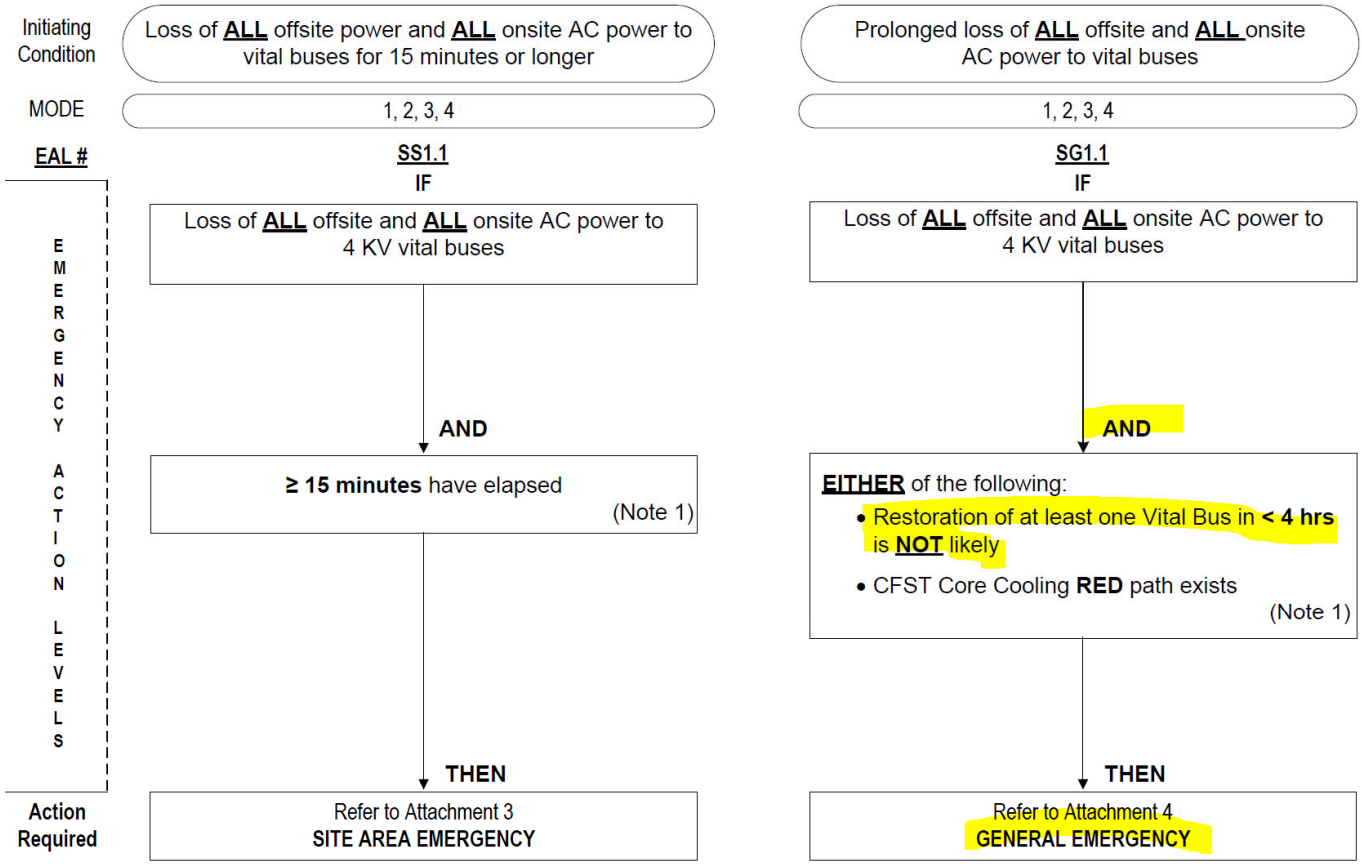 Initiating
Condition
Loss of ALL offsite power and ALL onsite AC power to
vital buses for 15 minutes or longer
Prolonged loss of ALL offsite and ALL onsite
AC power to vital buses
MODE
1, 2, 3, 4
1, 2, 3, 4
EAL #
SS1.1
IF
SG1.1
IF
EMERGENCY ACTION LEVELS
Loss of ALL offsite and ALL onsite AC power to
4 KV vital buses
AND
≥ 15 minutes have elapsed
(Note 1)
THEN
Loss of ALL offsite and ALL onsite AC power to
4 KV vital buses
AND
EITHER of the following:
• Restoration of at least one Vital Bus in < 4 hrs
is NOT likely
• CFST Core Cooling RED path exists
(Note 1)
THEN
Action
Required
Refer to Attachment 3
SITE AREA EMERGENCY
Refer to Attachment 4
GENERAL EMERGENCY